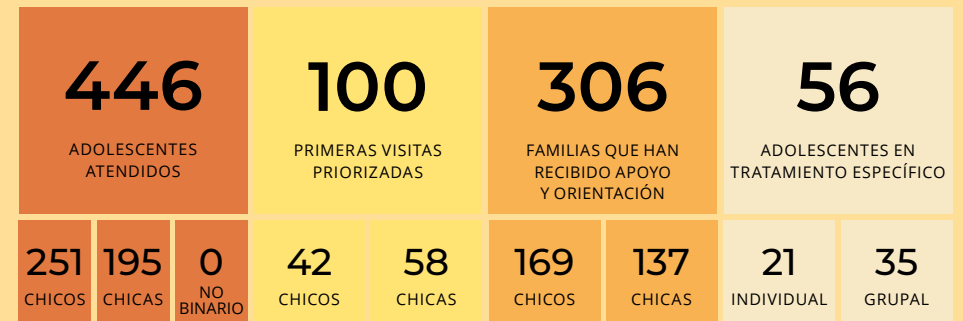 446
ADOLESCENTES
ATENDIDOS
251
CHICOS
195
CHICAS
0
NO
BINARIO
100
PRIMERAS VISITAS
PRIORIZADAS
42
CHICOS
58
CHICAS
306
FAMILIAS QUE HAN
RECIBIDO APOYO
Y ORIENTACIÓN
169
CHICOS
137
CHICAS
56
ADOLESCENTES EN
TRATAMIENTO ESPECÍFICO
21
INDIVIDUAL
35
GRUPAL